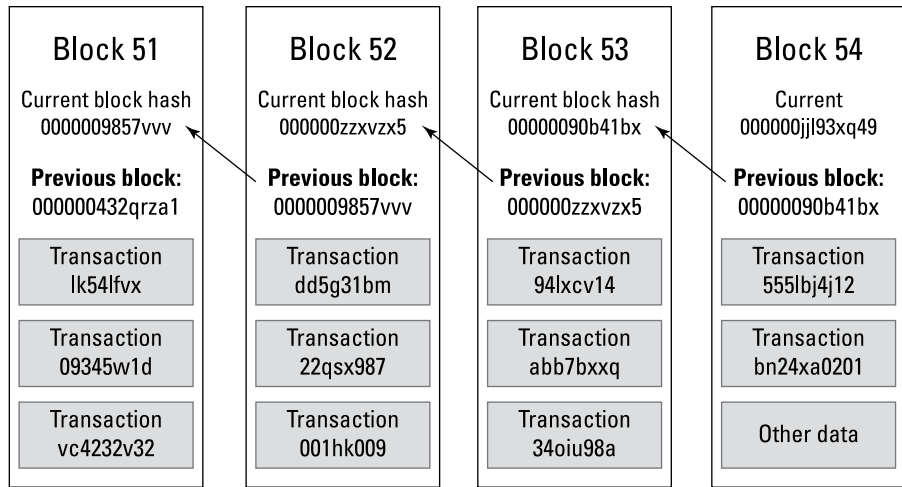 Block 51
Current block hash
0000009857vvv
Previous block:
000000432qrza1
Transaction
lk54lfvx
Transaction
09345w1d
Transaction
vc4232v32
Block 52
Current block hash
000000zzxvzx5
Previous block:
0000009857vvv
Transaction
dd5g31bm
Transaction
22qsx987
Transaction
001hk009
Block 53
Current block hash
00000090b41bx
Previous block:
000000zzxvzx5
Transaction
94lxcv14
Transaction
abb7bxxq
Transaction
34oiu98a
Block 54
Current
000000jjl93xq49
Previous block:
00000090b41bx
Transaction
555lbj4j12
Transaction
bn24xa0201
Other data